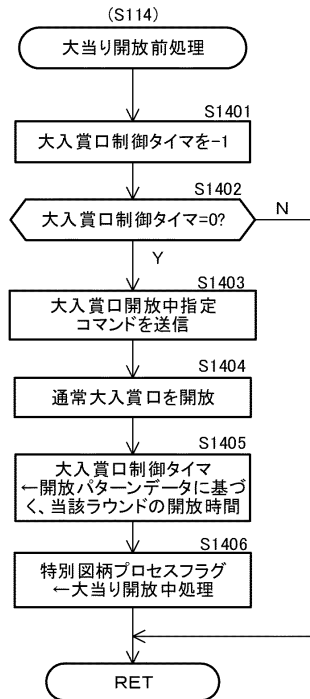 (S114)
大当り開放前処理
S1401
大入賞口制御タイマを-1
S1402
大入賞口制御タイマ=0?
N
Y
S1403
大入賞口開放中指定
コマンドを送信
S1404
通常大入賞口を開放
S1405
大入賞口制御タイマ
←開放パターンデータに基づ
く、当該ラウンドの開放時間
S1406
特別図柄プロセスフラグ
←大当り開放中処理
RET